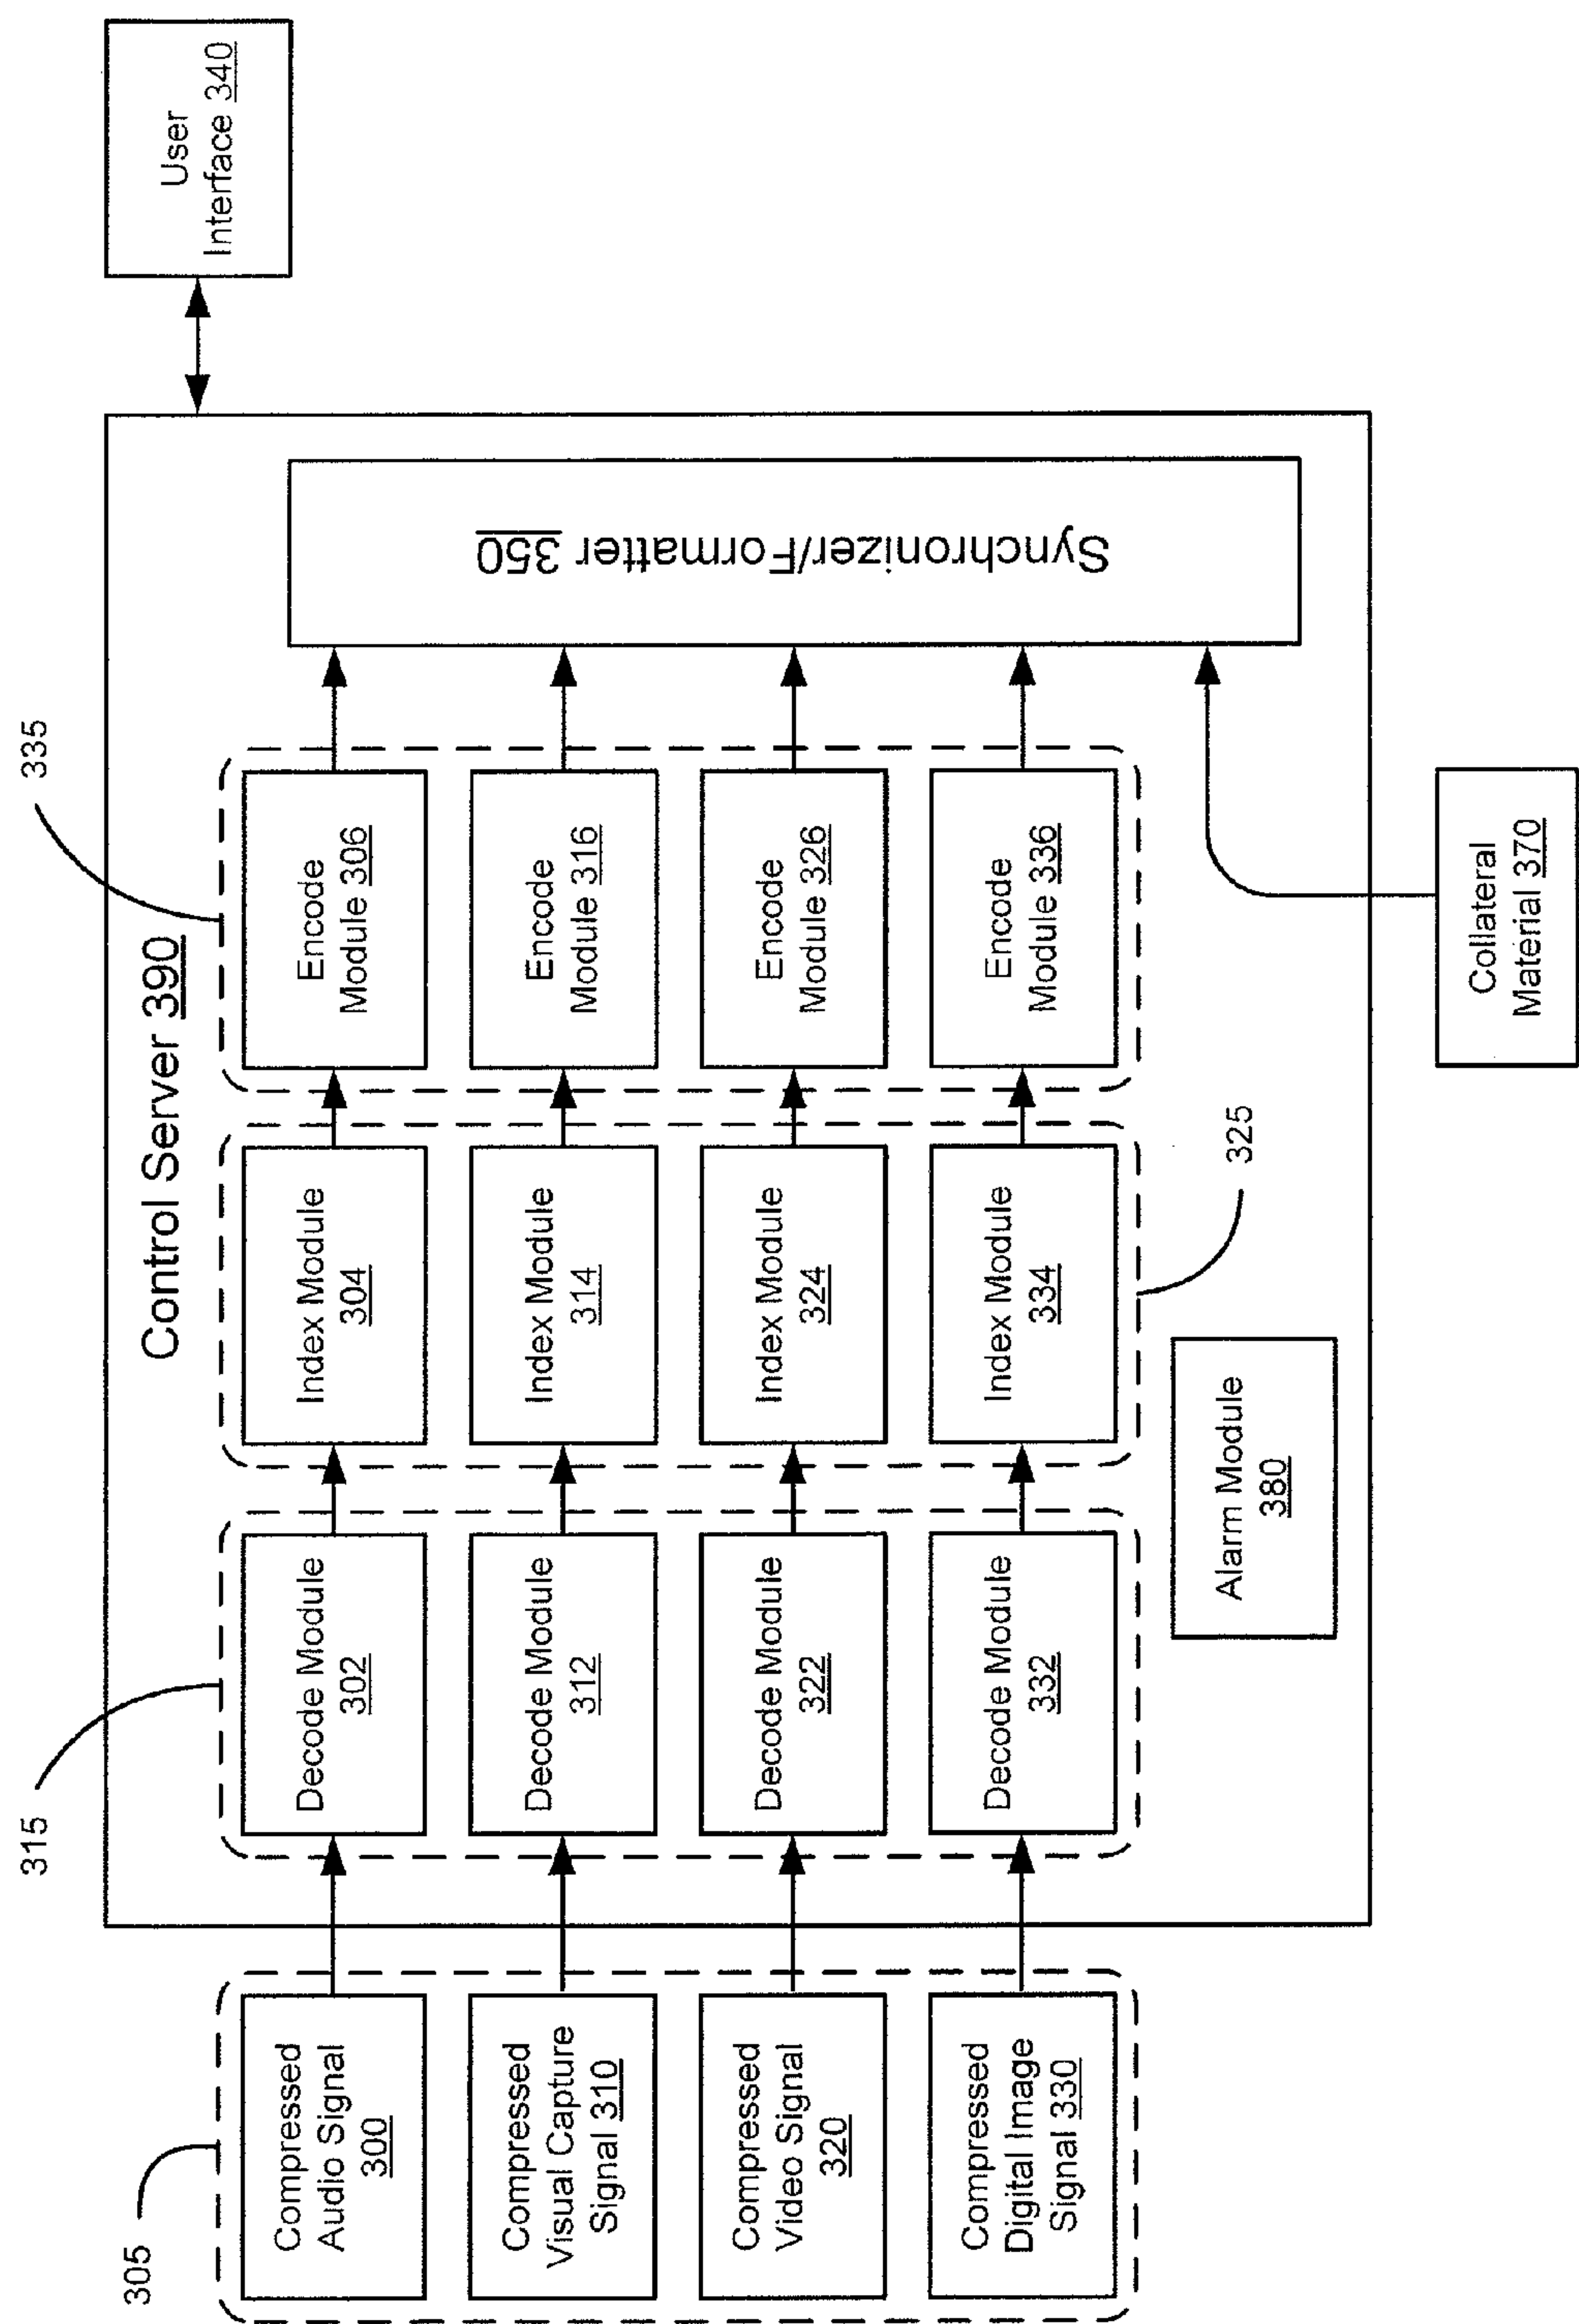 305
Compressed
Audio Signal
300
Compressed
Visual Capture
Signal 310
Compressed
Video Signal
320
Compressed
Digital Image
Signal 330
Control Server 390
315
Decode Module
302
Decode Module
312
Decode Module
322
Decode Module
332
Index Module
304
Index Module
314
Index Module
324
Index Module
334
325
335
Encode
Module 306
Encode
Module 316
Encode
Module 326
Encode
Module 336
Synchronizer/Formatter 350
Alarm Module
380
Collateral
Material 370
User
Interface 340